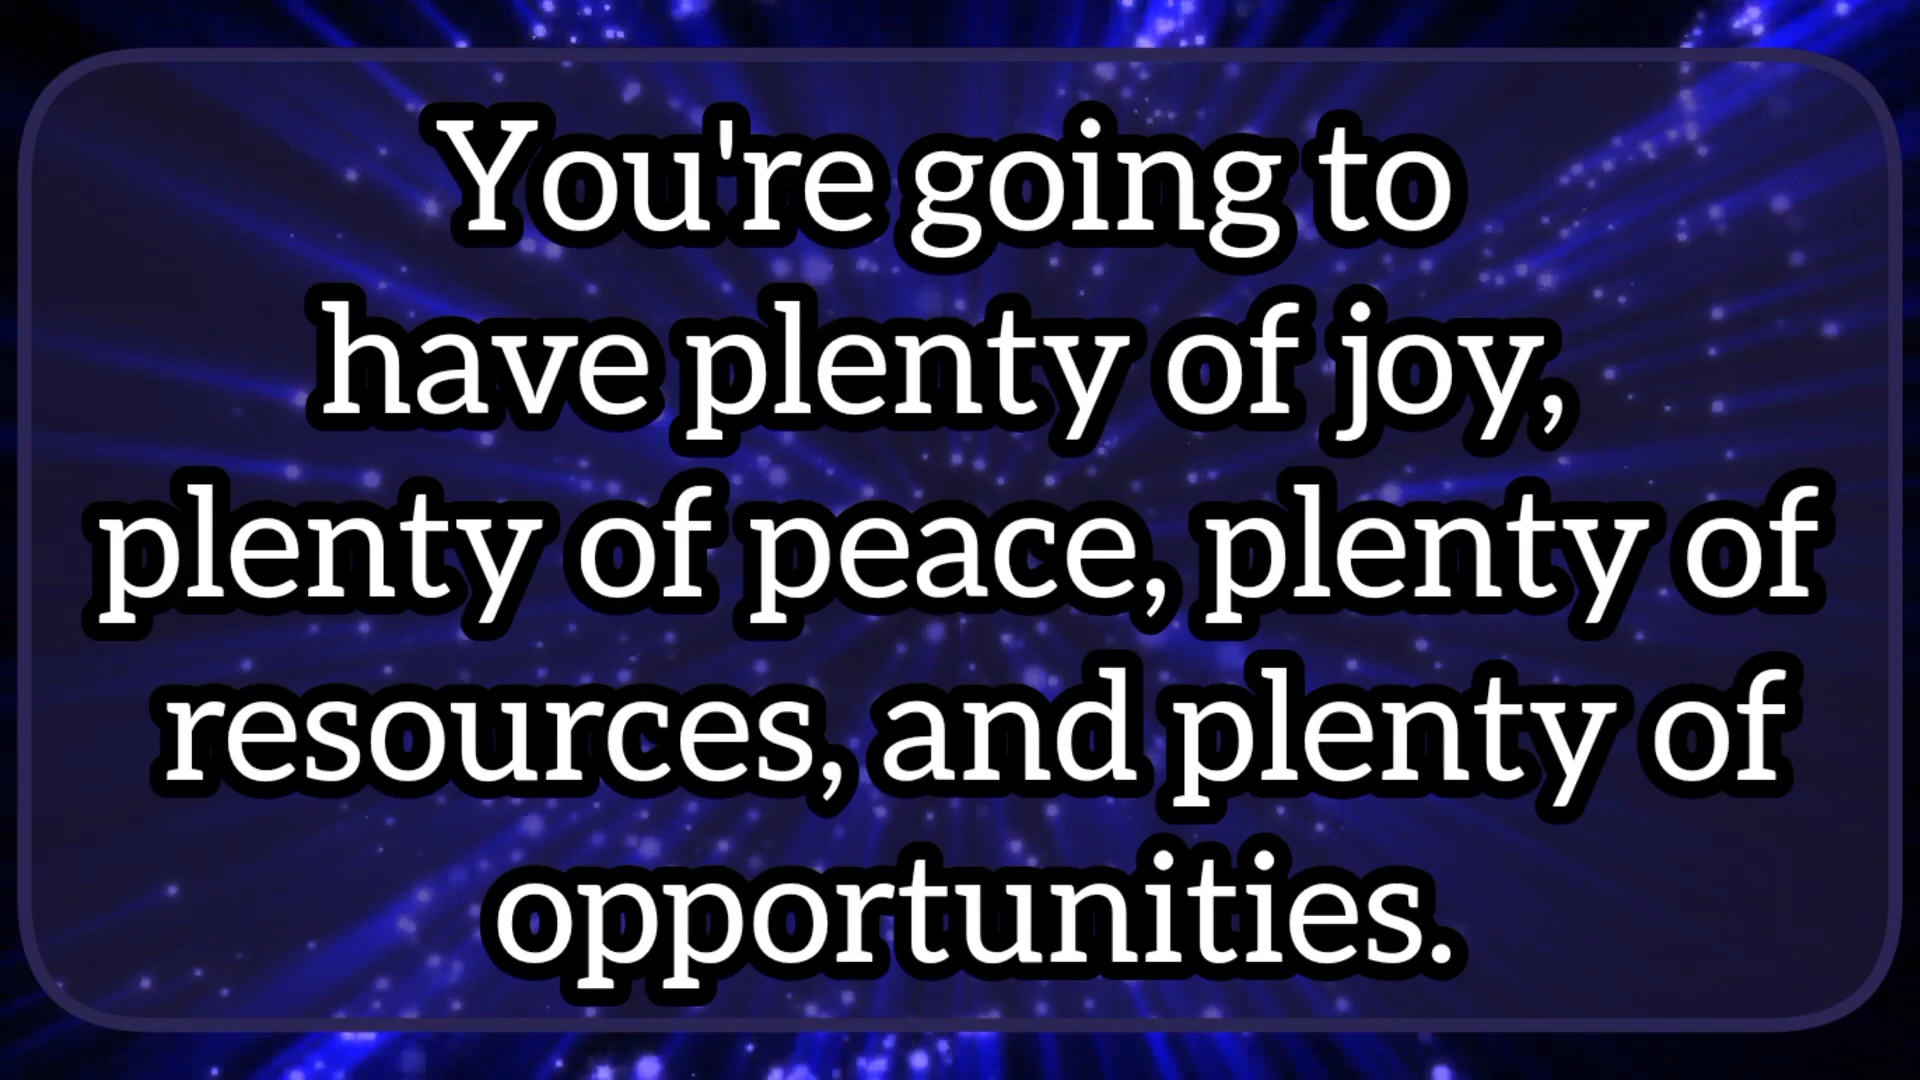 You're going to
have plenty of joy,
plenty of peace, plenty of
resources, and plenty of
opportunities.